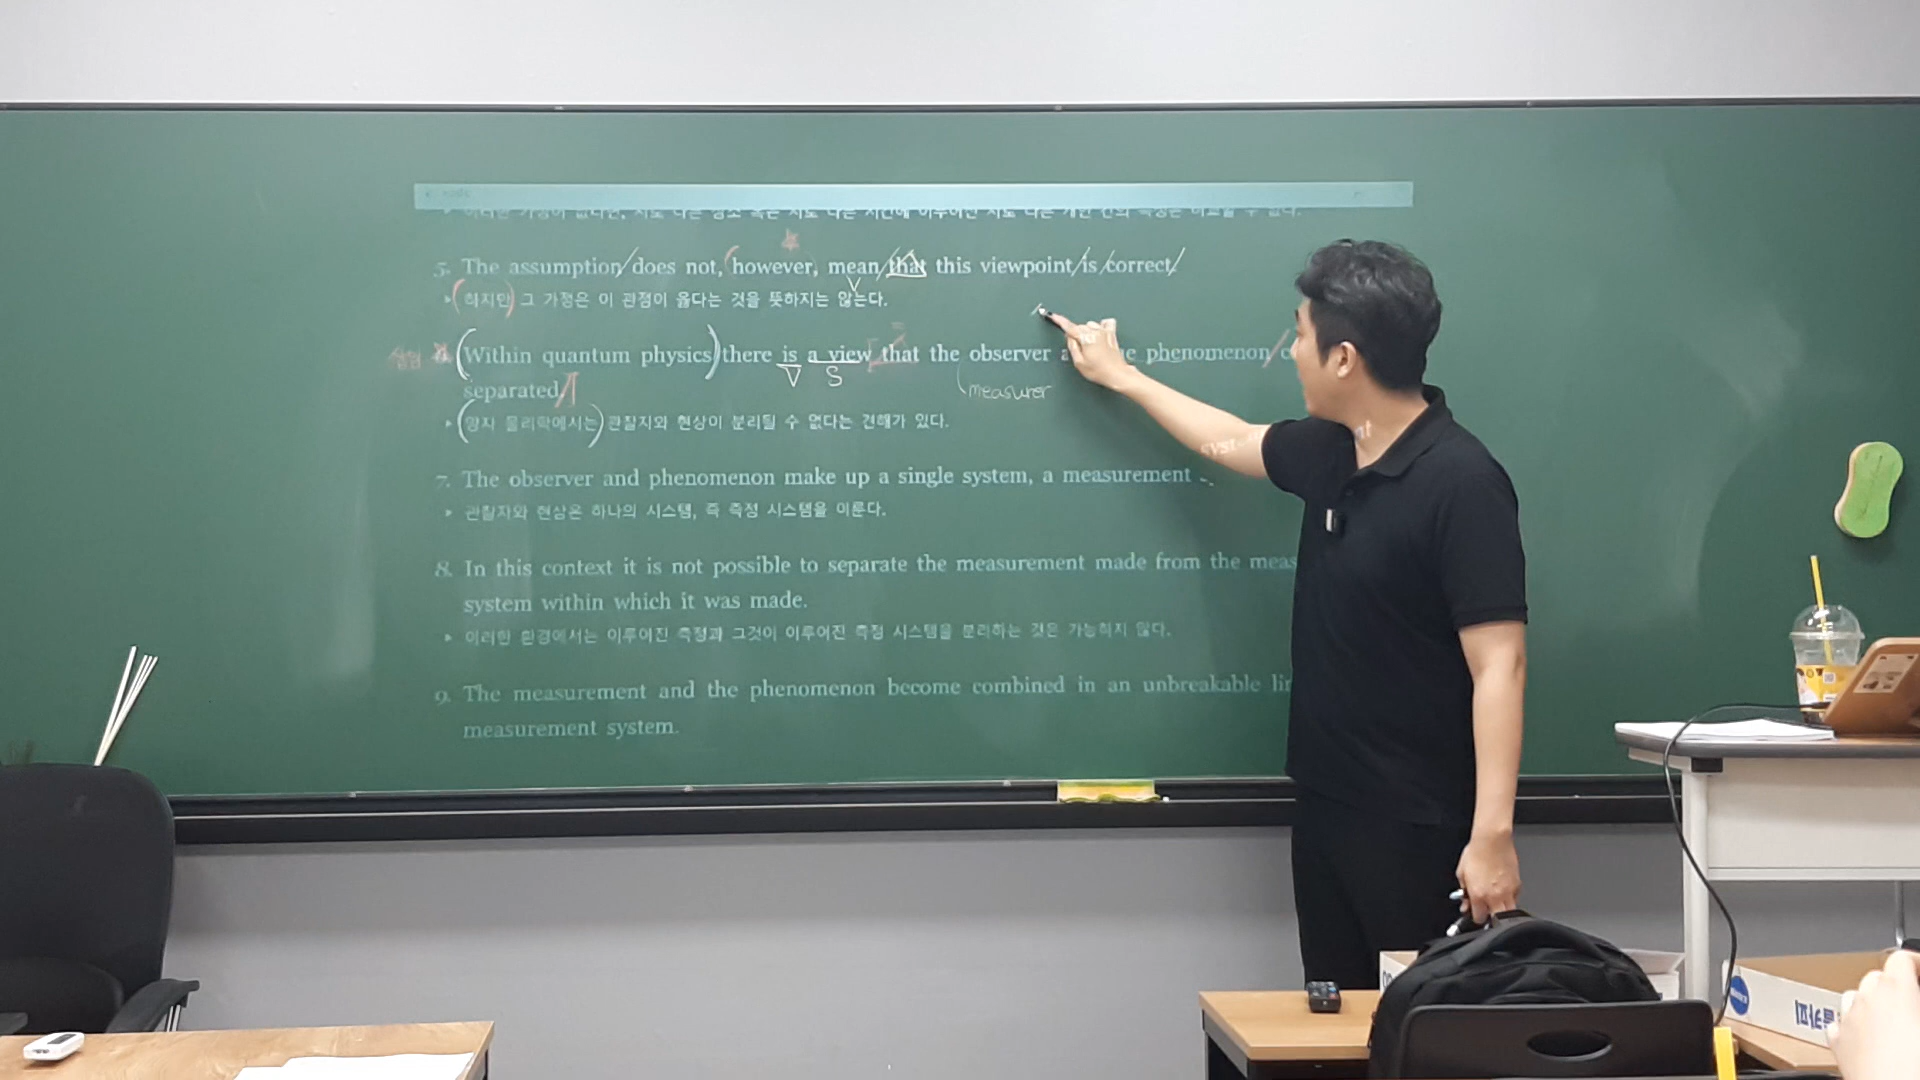 5. The assumption does not, however, mean that this viewpoint is correct.
V
▸ 하지만 그 가정은 이 관점이 옳다는 것을 뜻하지는 않는다.
Within quantum physics there is a view that the observer phenomenon
V S measurer
separated
▸ 양자 물리학에서는 관찰자와 현상이 분리될 수 없다는 견해가 있다.
7. The observer and phenomenon make up a single system, a measurement
▸ 관찰자와 현상은 하나의 시스템, 즉 측정 시스템을 이룬다.
8. In this context it is not possible to separate the measurement made from the meas
system within which it was made.
▸ 이러한 환경에서는 이루어진 측정과 그것이 이루어진 측정 시스템을 분리하는 것은 가능하지 않다.
9. The measurement and the phenomenon become combined in an unbreakable
measurement system.